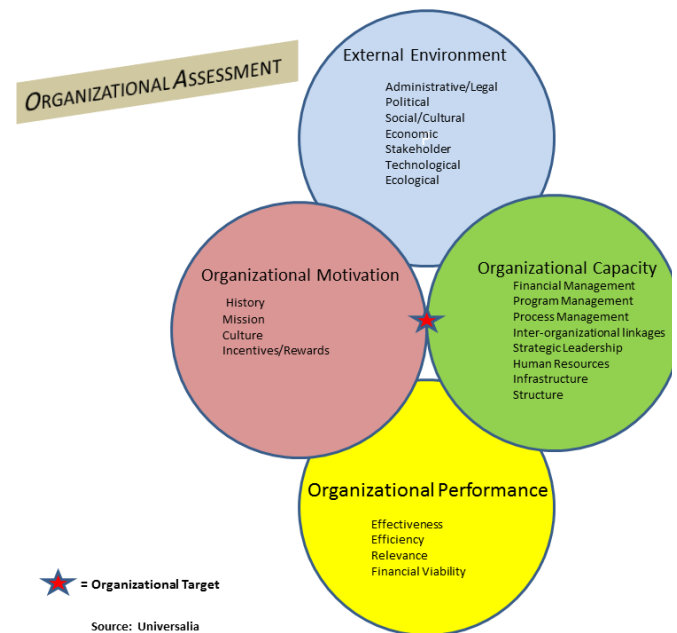 ORGANIZATIONAL ASSESSMENT
External Environment
Administrative/Legal
Political
Social/Cultural
Economic
Stakeholder
Technological
Ecological
Organizational Motivation
History
Mission
Culture
Incentives/Rewards
Organizational Capacity
Financial Management
Program Management
Process Management
Inter-organizational linkages
Strategic Leadership
Human Resources
Infrastructure
Structure
Organizational Performance
Effectiveness
Efficiency
Relevance
Financial Viability
= Organizational Target
Source: Universalia